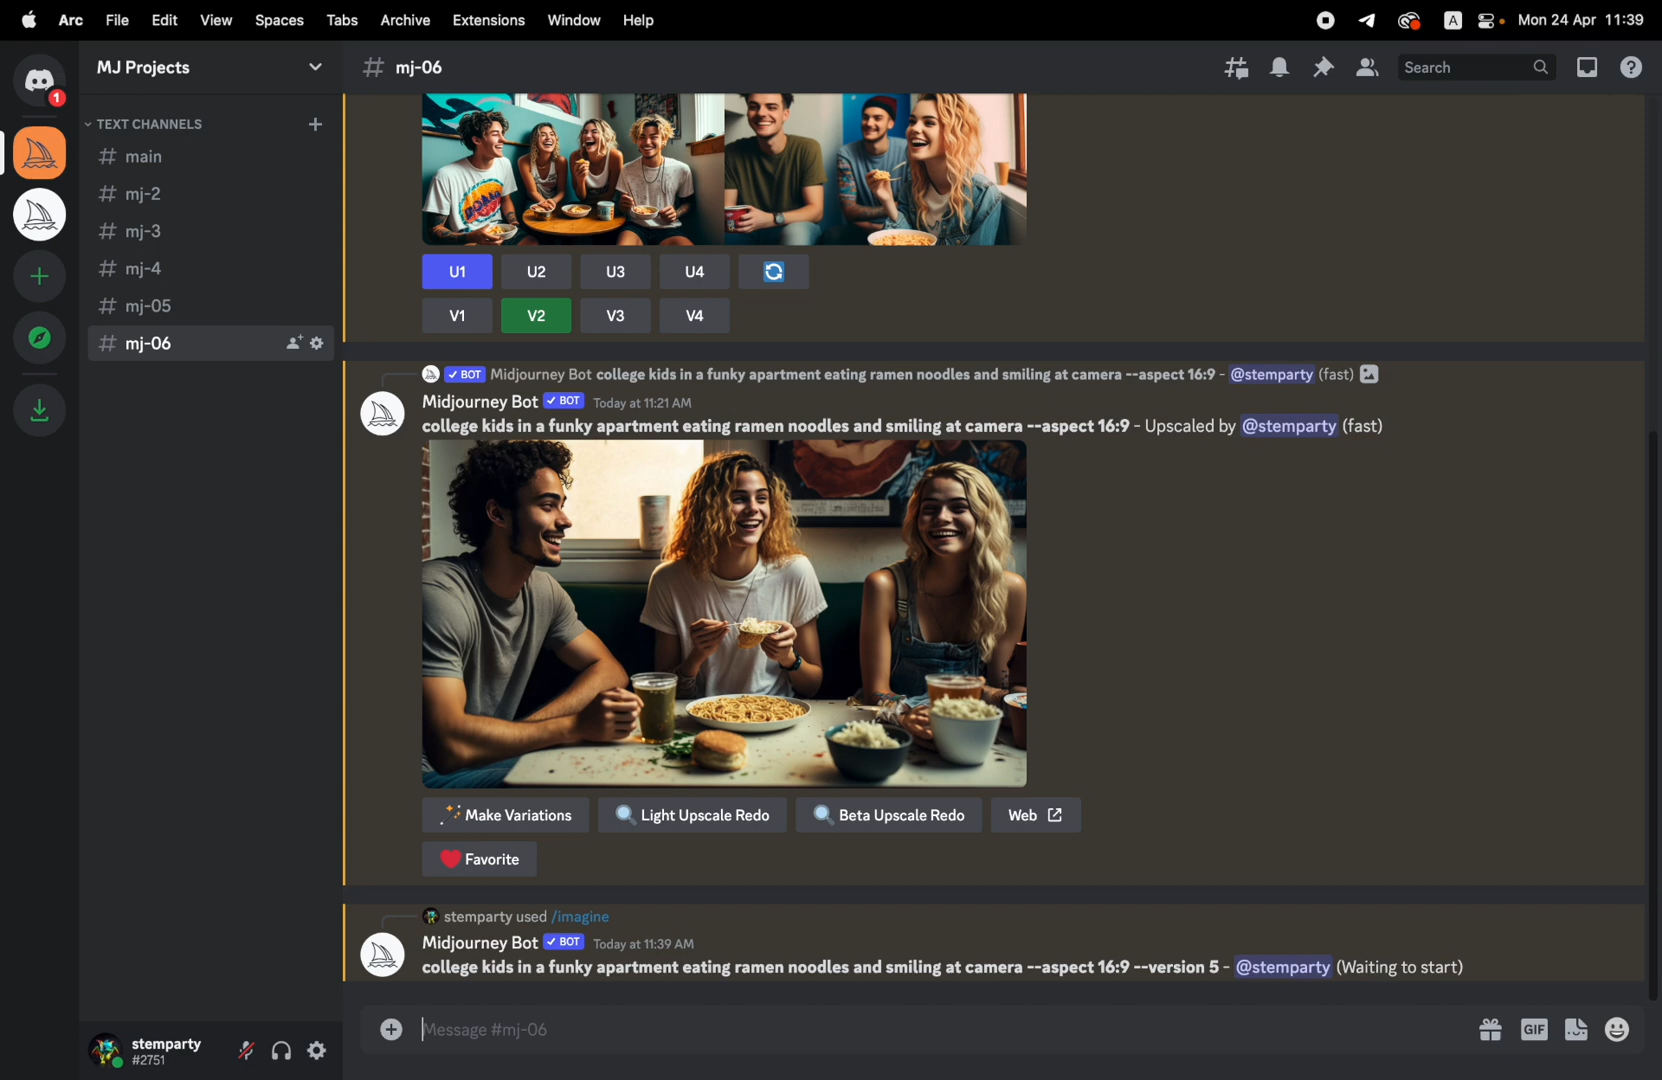 Arc File Edit View Spaces Tabs Archive Extensions Window Help A Mon 24 Apr 11:39
MJ Projects
# mj-06
Search
1
TEXT CHANNELS
# main
# mj-2
# mj-3
# mj-4
# mj-05
# mj-06
U1 U2 U3 U4
V1 V2 V3 V4
✓ BOT Midjourney Bot college kids in a funky apartment eating ramen noodles and smiling at camera --aspect 16:9 - @stemparty (fast)
Midjourney Bot ✓ BOT Today at 11:21 AM
college kids in a funky apartment eating ramen noodles and smiling at camera --aspect 16:9 - Upscaled by @stemparty (fast)
Make Variations Light Upscale Redo Beta Upscale Redo Web
Favorite
stemparty used /imagine
Midjourney Bot ✓ BOT Today at 11:39 AM
college kids in a funky apartment eating ramen noodles and smiling at camera --aspect 16:9 --version 5 - @stemparty (Waiting to start)
Message #mj-06
GIF
stemparty
#2751